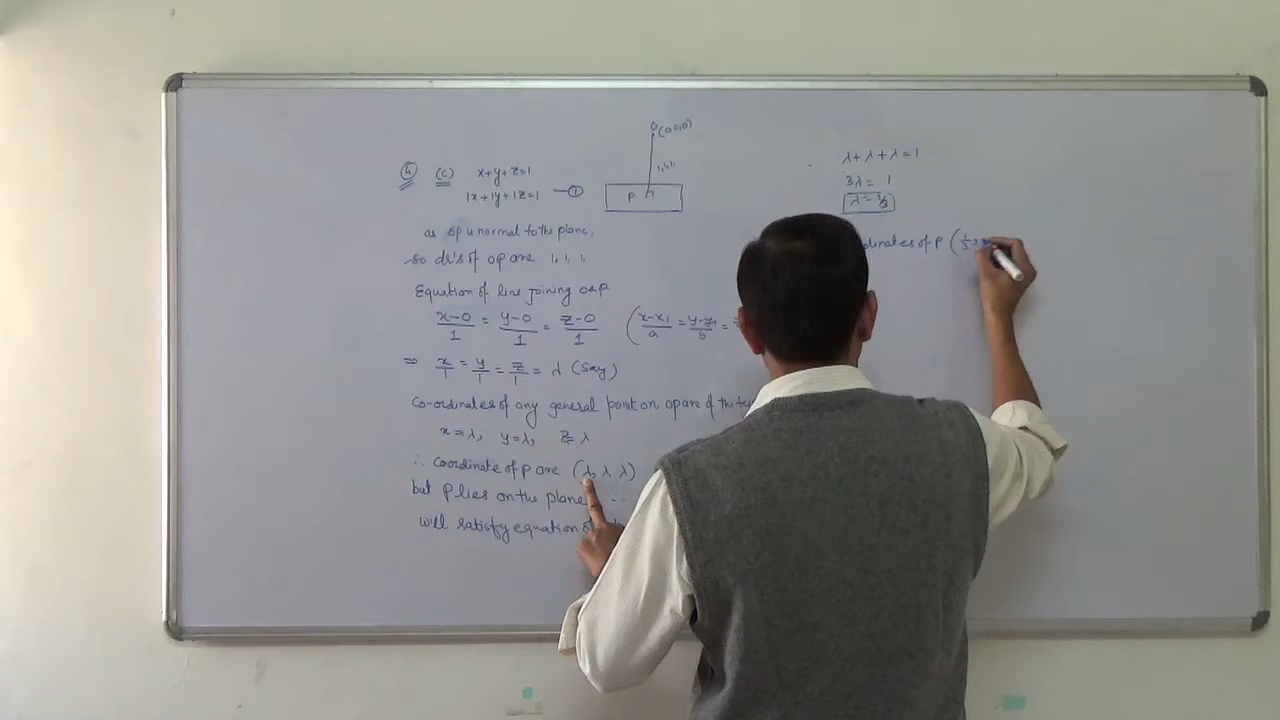 ④ (C) x+y+z=1
1x+1y+1z=1 —①
O(0,0,0)
1,1,1,
P
as op is normal to the plane,
so dr's of op are 1, 1, 1,
Equation of line joining O&P
x-0/1 = y-0/1 = z-0/1 (x-x₁/a = y-y₁/b =
⇒ x/1 = y/1 = z/1 = λ (Say)
Co-ordinates of any general point on op are of the
x=λ, y=λ, z=λ
∴ Coordinate of P are (λ, λ λ)
but P lies on the plane
will satisfy equation of
λ+λ+λ=1
3λ = 1
λ=1/3
dinates of P (1/3,